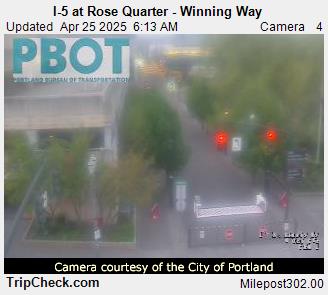 I-5 at Rose Quarter - Winning Way
Updated Apr 25 2025 6:13 AM Camera 4
PBOT
PORTLAND BUREAU OF TRANSPORTATION
Camera courtesy of the City of Portland
TripCheck.com Milepost302.00